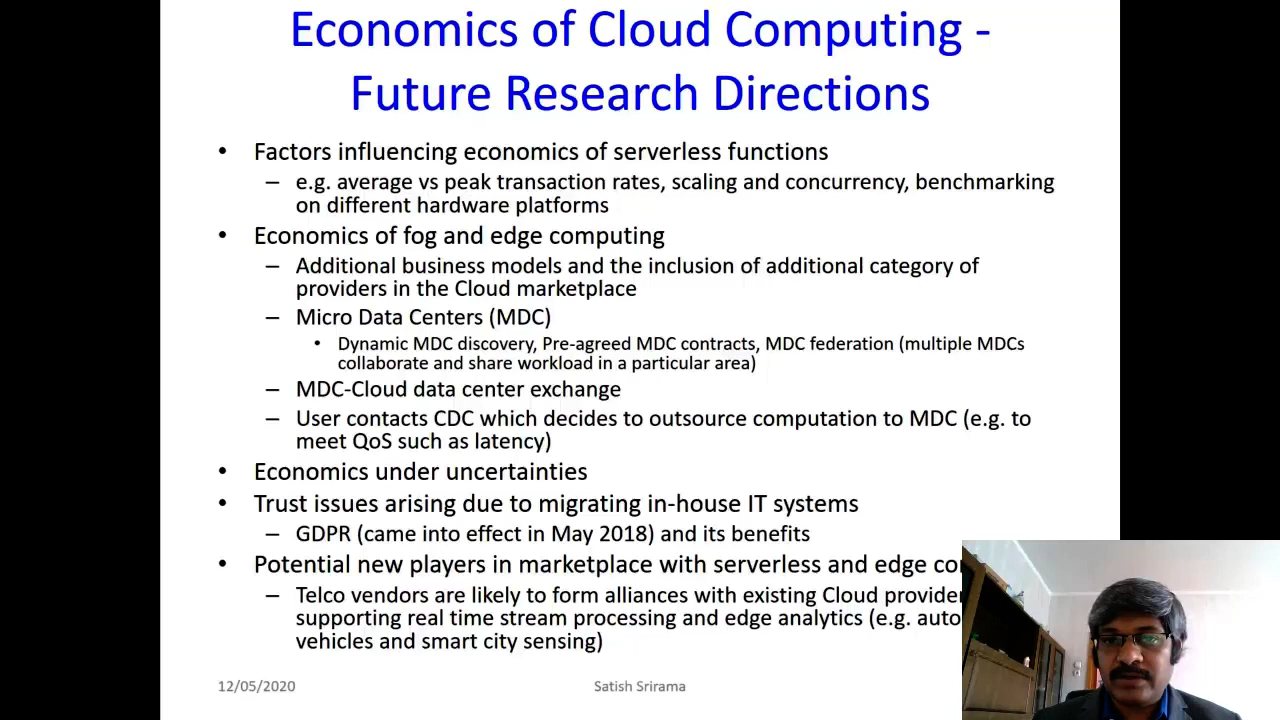 Economics of Cloud Computing -
Future Research Directions
• Factors influencing economics of serverless functions
– e.g. average vs peak transaction rates, scaling and concurrency, benchmarking
on different hardware platforms
• Economics of fog and edge computing
– Additional business models and the inclusion of additional category of
providers in the Cloud marketplace
– Micro Data Centers (MDC)
• Dynamic MDC discovery, Pre-agreed MDC contracts, MDC federation (multiple MDCs
collaborate and share workload in a particular area)
– MDC-Cloud data center exchange
– User contacts CDC which decides to outsource computation to MDC (e.g. to
meet QoS such as latency)
• Economics under uncertainties
• Trust issues arising due to migrating in-house IT systems
– GDPR (came into effect in May 2018) and its benefits
• Potential new players in marketplace with serverless and edge
– Telco vendors are likely to form alliances with existing Cloud
supporting real time stream processing and edge analytics (e.g.
vehicles and smart city sensing)
12/05/2020
Satish Srirama